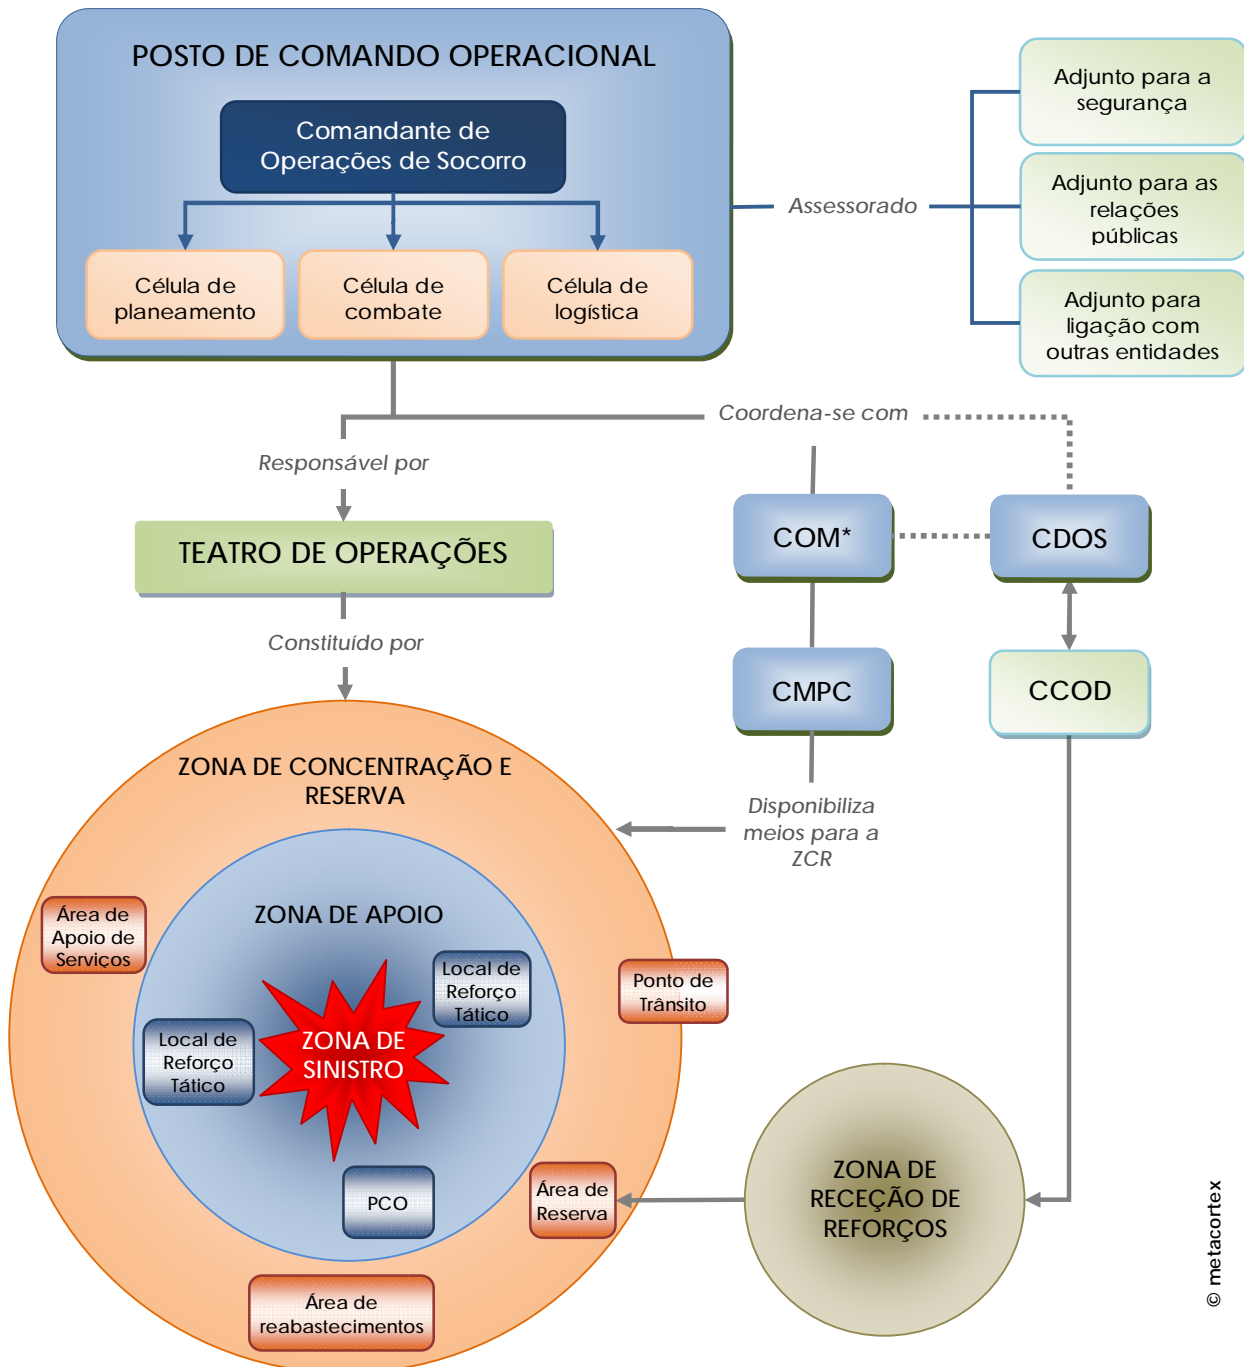 POSTO DE COMANDO OPERACIONAL
Comandante de
Operações de Socorro
Célula de
planeamento
Célula de
combate
Célula de
logística
Assessorado
Adjunto para a
segurança
Adjunto para as
relações
públicas
Adjunto para
ligação com
outras entidades
Coordena-se com
Responsável por
TEATRO DE OPERAÇÕES
COM*
CDOS
Constituído por
CMPC
CCOD
ZONA DE CONCENTRAÇÃO E
RESERVA
Disponibiliza
meios para a
ZCR
ZONA DE APOIO
Área de
Apoio de
Serviços
Local de
Reforço
Tático
Ponto de
Trânsito
Local de
Reforço
Tático
ZONA DE
SINISTRO
PCO
Área de
Reserva
ZONA DE
RECEÇÃO DE
REFORÇOS
Área de
reabastecimentos
© metacortex